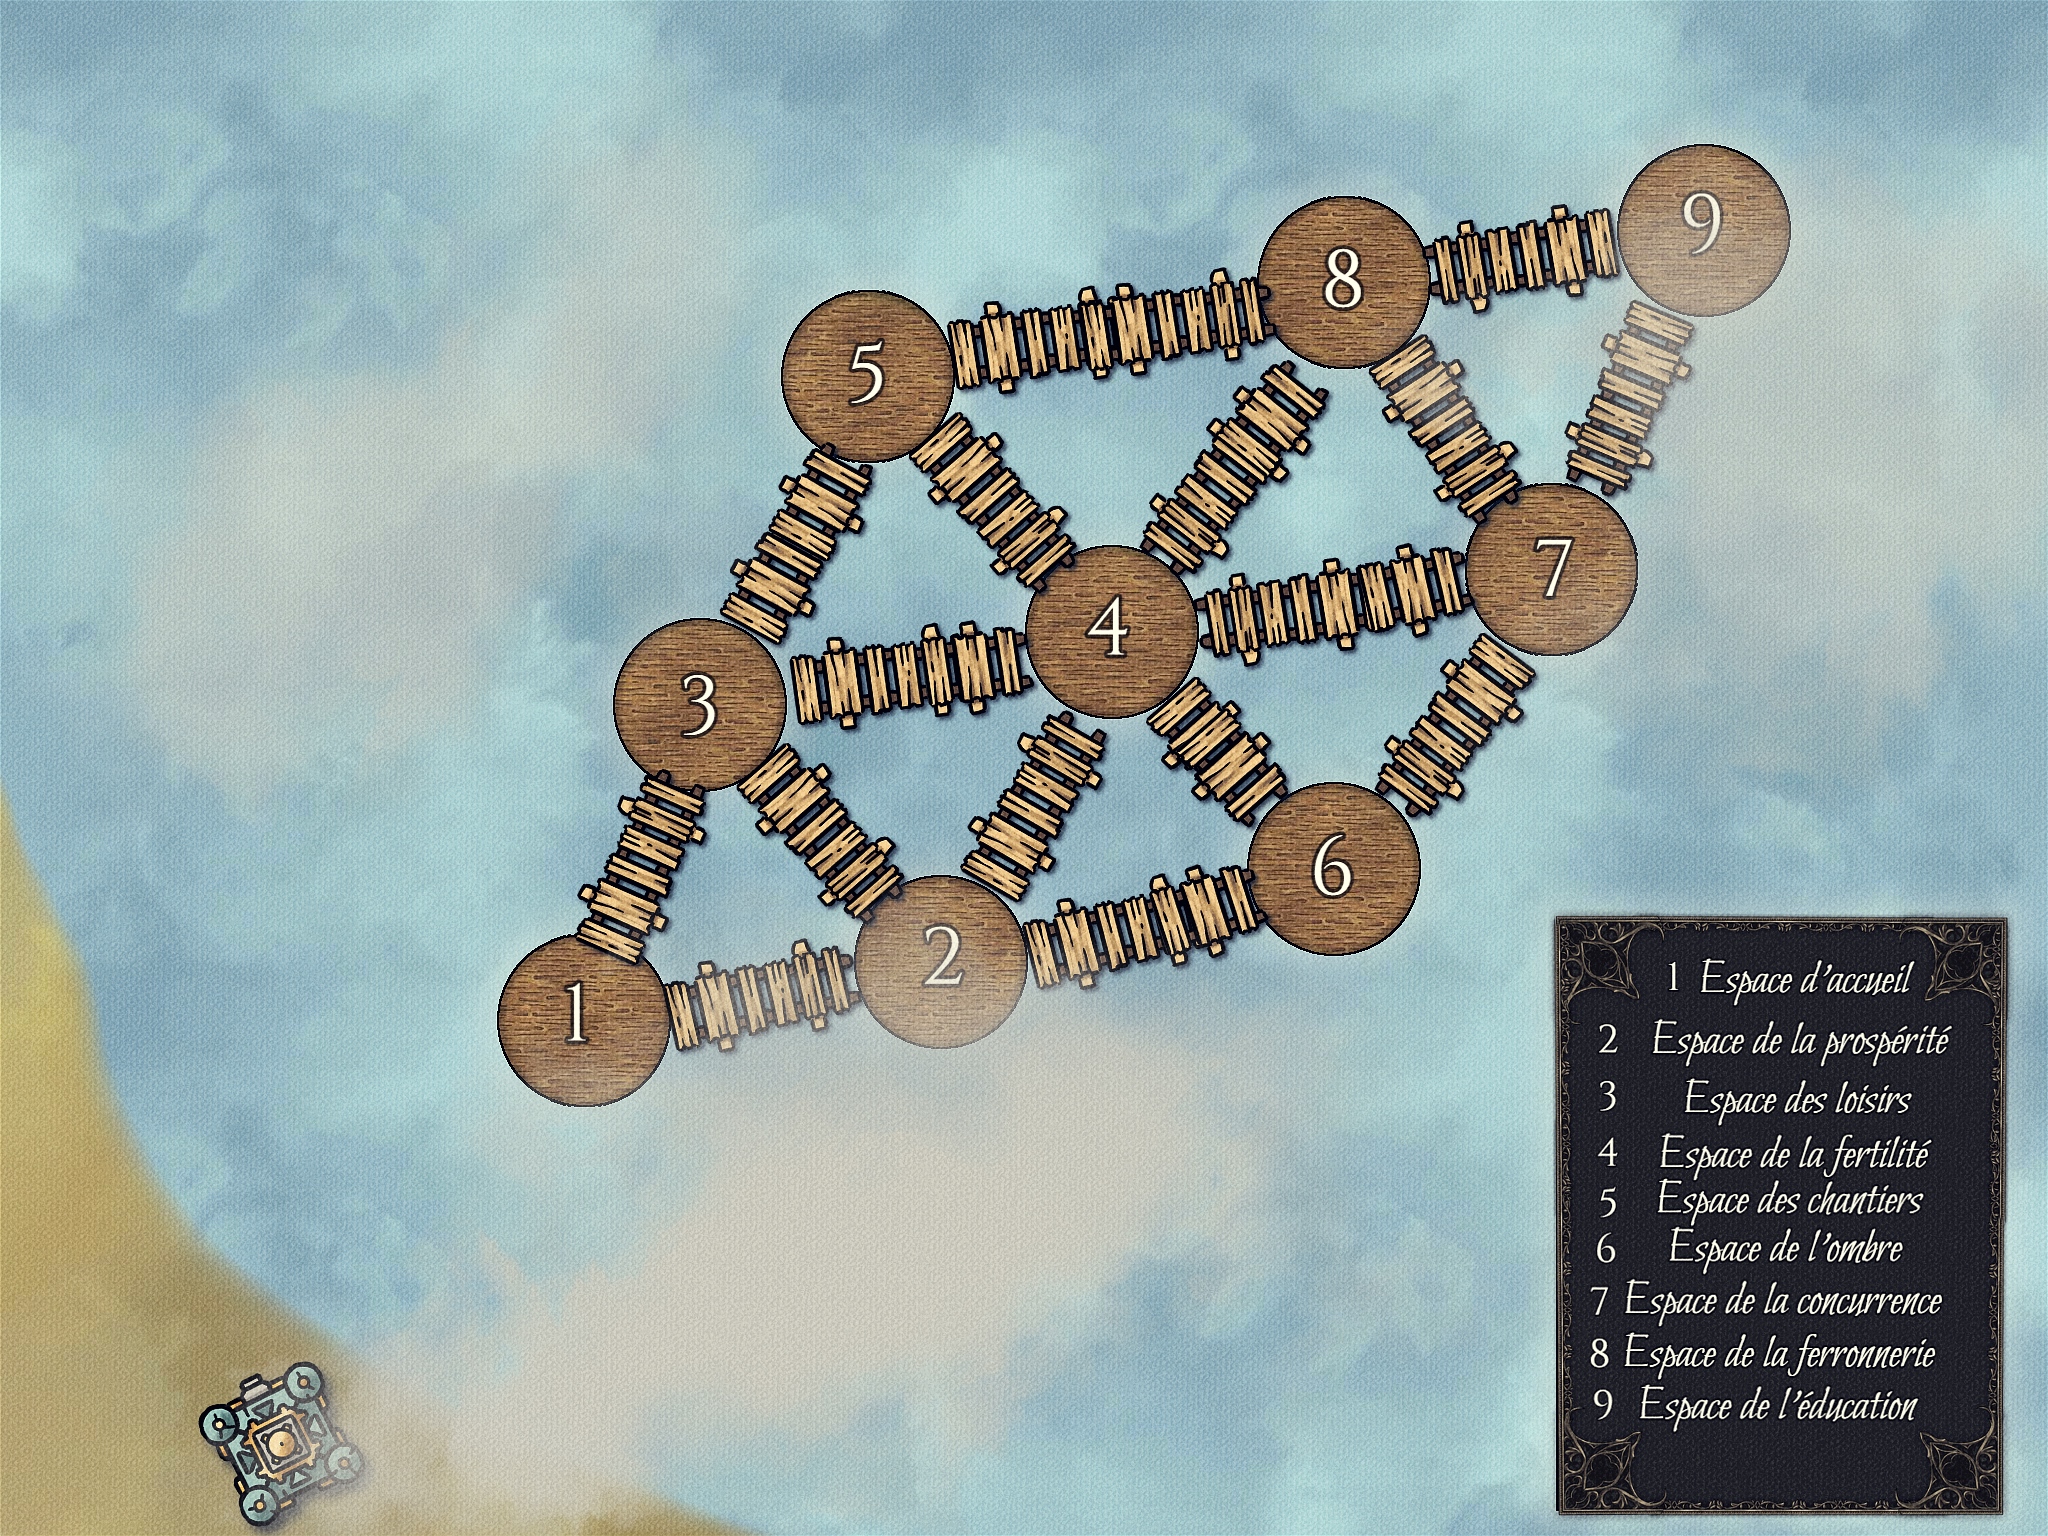 9
8
5
7
4
3
6
2
1
1 Espace d'accueil
2 Espace de la prospérité
3 Espace des loisirs
4 Espace de la fertilité
5 Espace des chantiers
6 Espace de l'ombre
7 Espace de la concurrence
8 Espace de la ferronnerie
9 Espace de l'éducation